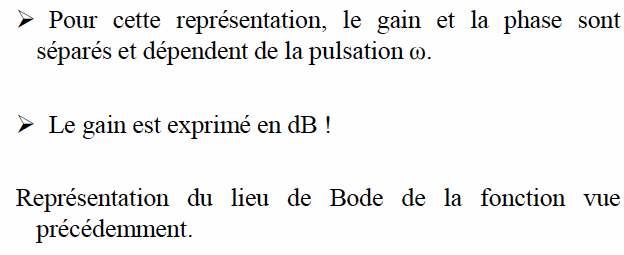 ➢ Pour cette représentation, le gain et la phase sont
séparés et dépendent de la pulsation ω.
➢ Le gain est exprimé en dB !
Représentation du lieu de Bode de la fonction vue
précédemment.